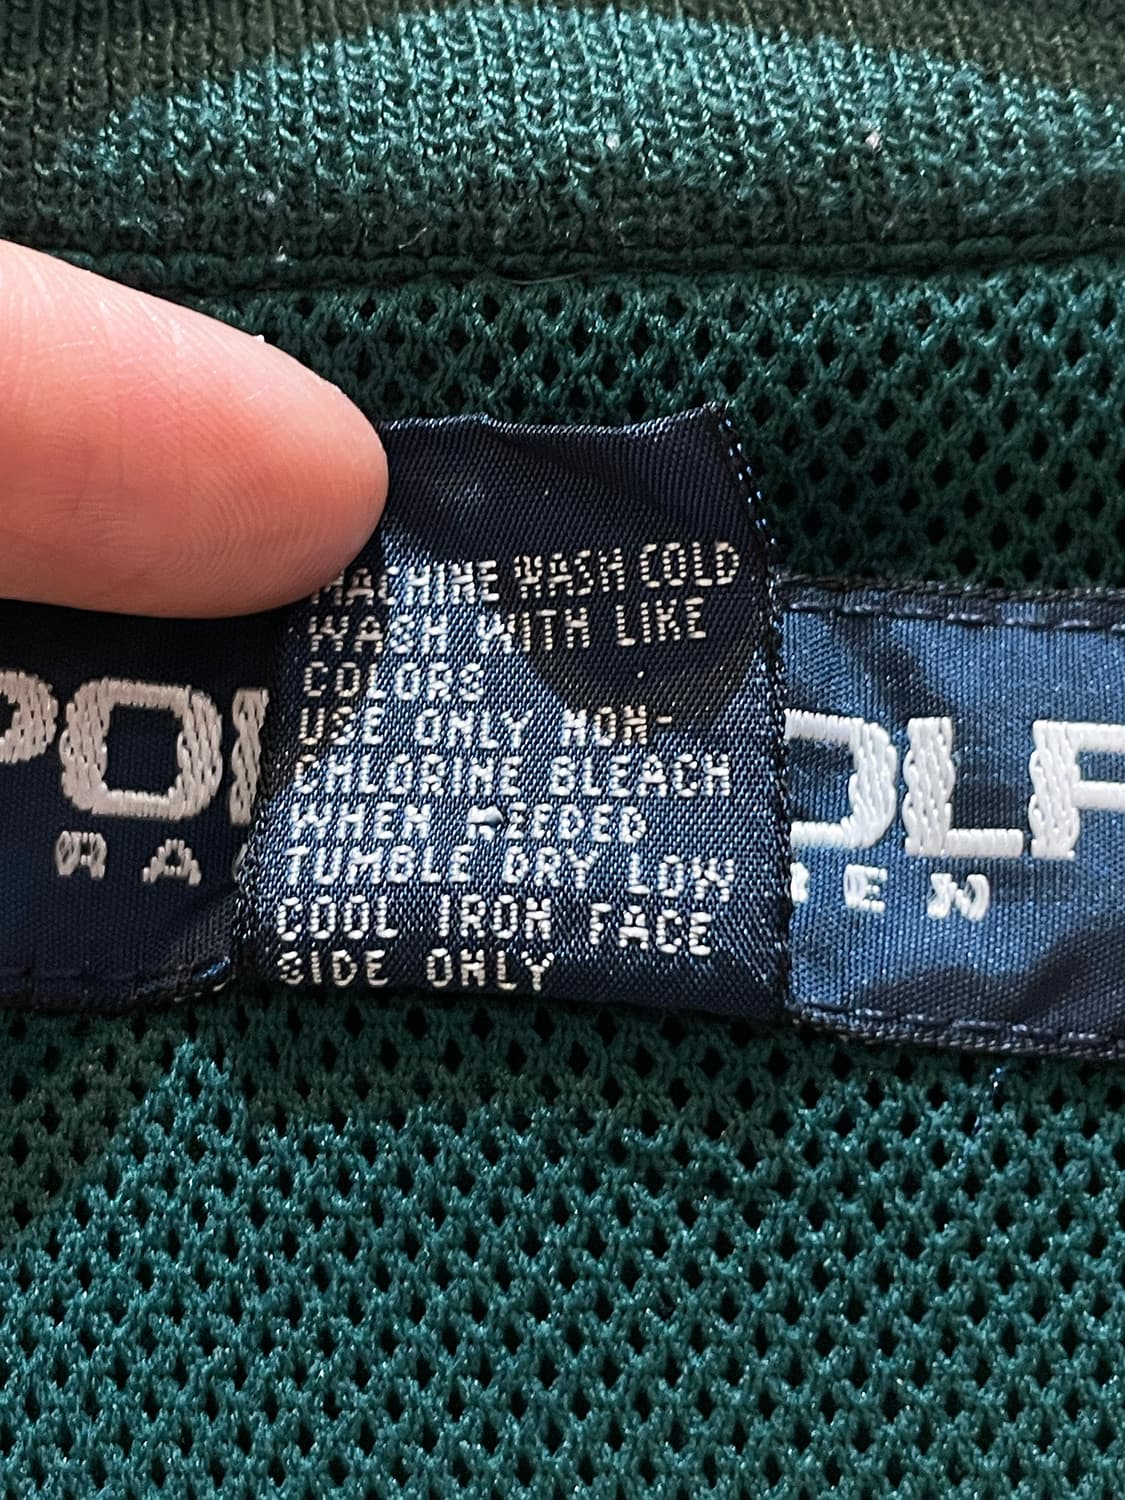 MACHINE WASH COLD
WASH WITH LIKE
COLORS
USE ONLY NON-
CHLORINE BLEACH
WHEN NEEDED
TUMBLE DRY LOW
COOL IRON FACE
SIDE ONLY